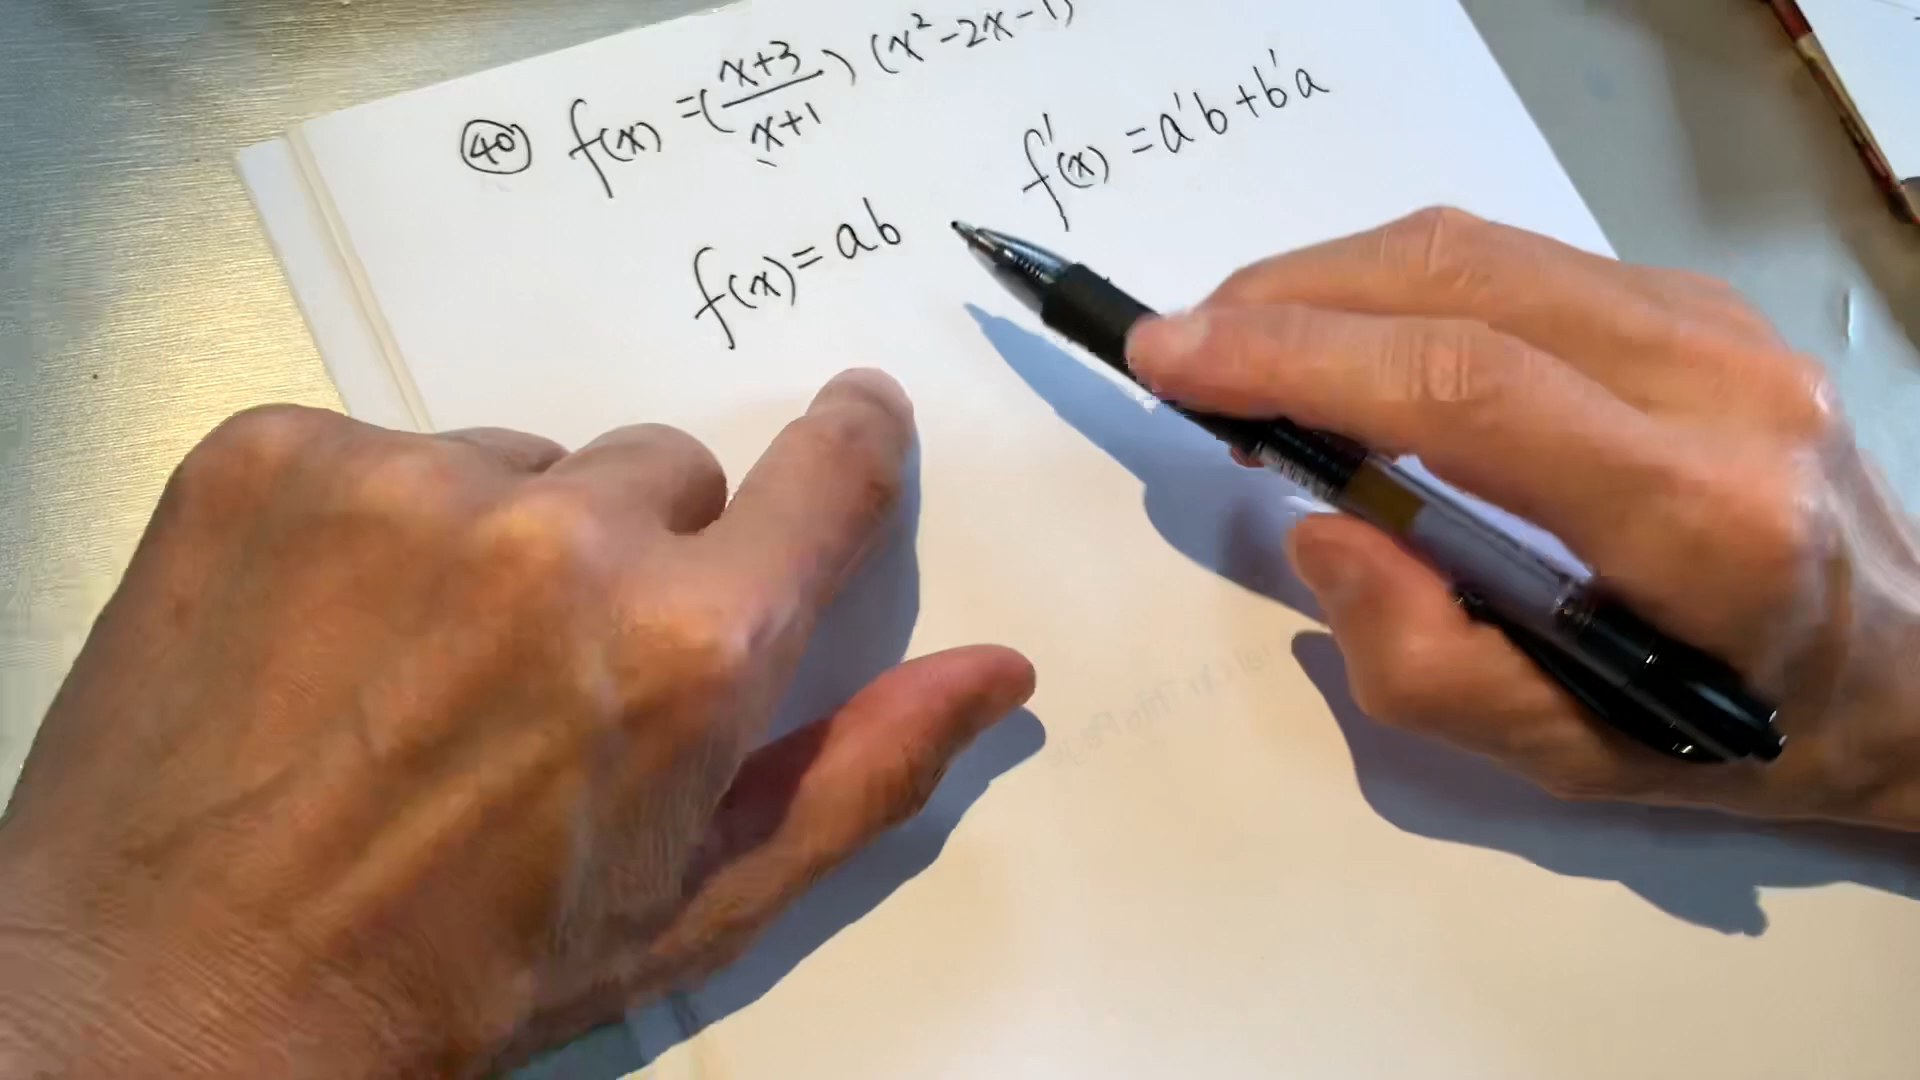 ㊵ f(x) = (x+3/x+1) (x²-2x-1)
f'(x) = a'b+b'a
f(x) = ab